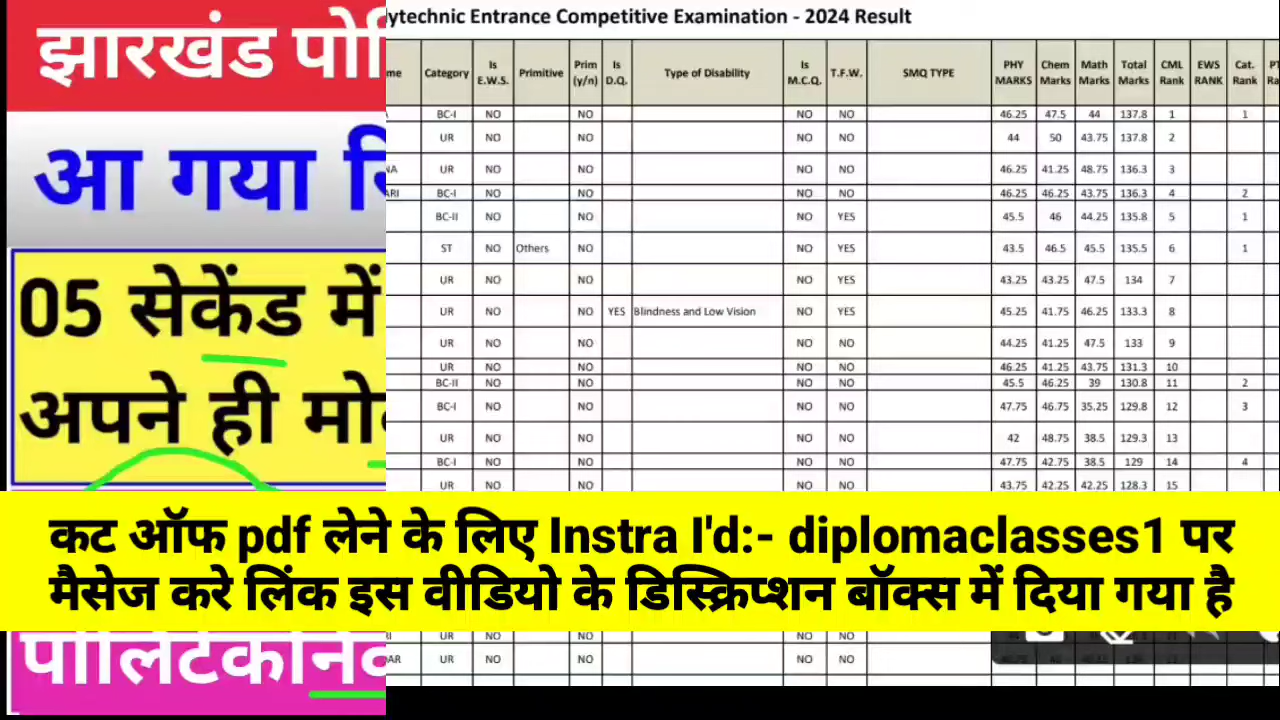 झारखंड पो
आ गया
05 सेकेंड में
अपने ही मो
lytechnic Entrance Competitive Examination - 2024 Result
me Category Is E.W.S. Primitive Prim (y/n) Is D.Q. Type of Disability Is M.C.Q. T.F.W. SMQ TYPE PHY MARKS Chem Marks Math Marks Total Marks CML Rank EWS RANK Cat. Rank
BC-I NO NO NO NO 46.25 47.5 44 137.8 1 1
UR NO NO NO NO 44 50 43.75 137.8 2
NA UR NO NO NO NO 46.25 41.25 48.75 136.3 3
ARI BC-I NO NO NO NO 46.25 46.25 43.75 136.3 4 2
BC-II NO NO NO YES 45.5 46 44.25 135.8 5 1
ST NO Others NO NO YES 43.5 46.5 45.5 135.5 6 1
UR NO NO NO YES 43.25 43.25 47.5 134 7
UR NO NO YES Blindness and Low Vision NO YES 45.25 41.75 46.25 133.3 8
UR NO NO NO NO 44.25 41.25 47.5 133 9
UR NO NO NO NO 46.25 41.25 43.75 131.3 10
BC-II NO NO NO NO 45.5 46.25 39 130.8 11 2
BC-I NO NO NO NO 47.75 46.75 35.25 129.8 12 3
UR NO NO NO NO 42 48.75 38.5 129.3 13
BC-I NO NO NO NO 47.75 42.75 38.5 129 14 4
UR NO NO NO NO 43.75 42.25 42.25 128.3 15
कट ऑफ pdf लेने के लिए Instra I'd:- diplomaclasses1 पर
मैसेज करे लिंक इस वीडियो के डिस्क्रिप्शन बॉक्स में दिया गया है
UR NO NO NO NO
DAR UR NO NO NO NO